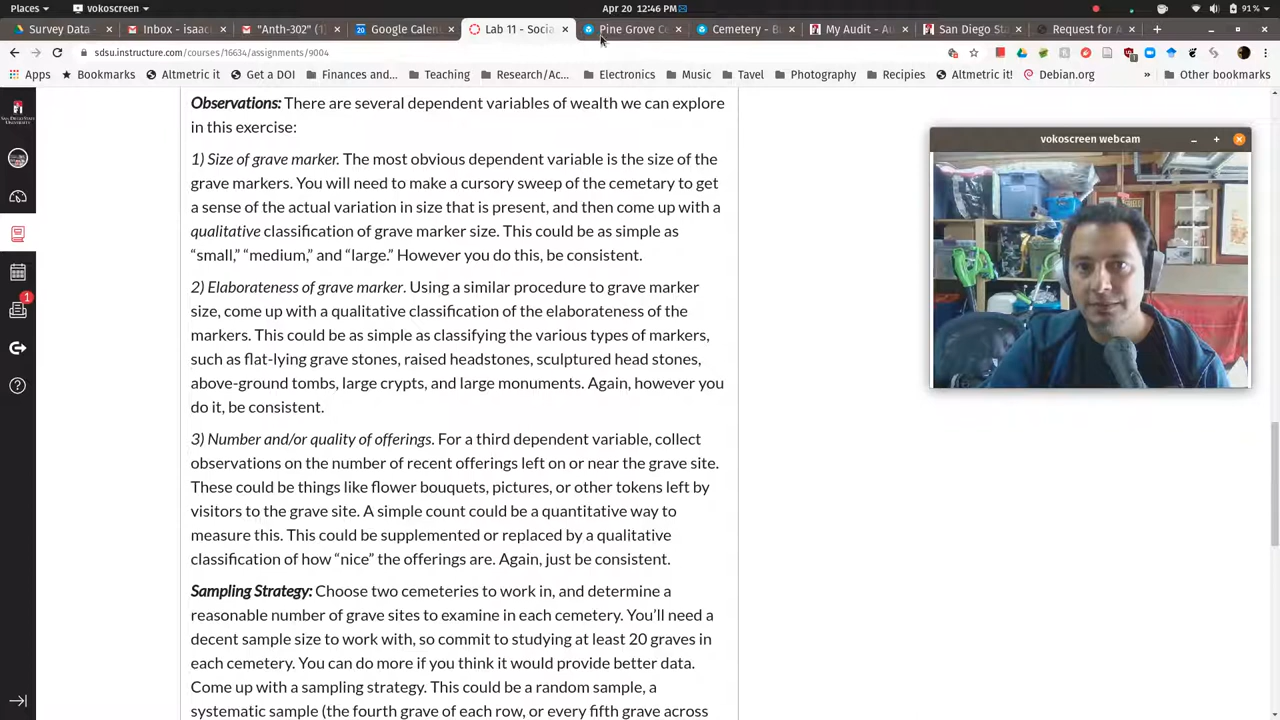 Places ▾ vokoscreen ▾
Apr 20 12:46 PM
91 % ▾
Survey Data -
Inbox - isaac
"Anth-302" (1
Google Calen
Lab 11 - Socia
Pine Grove Ce
Cemetery - Bu
My Audit - Au
San Diego Sta
Request for A
sdsu.instructure.com/courses/16634/assignments/9004
Apps
Bookmarks
Altmetric it
Get a DOI
Finances and...
Teaching
Research/Ac...
Electronics
Music
Tavel
Photography
Recipies
Altmetric it!
Debian.org
»
Other bookmarks
Observations: There are several dependent variables of wealth we can explore
in this exercise:
1) Size of grave marker. The most obvious dependent variable is the size of the
grave markers. You will need to make a cursory sweep of the cemetary to get
a sense of the actual variation in size that is present, and then come up with a
qualitative classification of grave marker size. This could be as simple as
“small,” “medium,” and “large.” However you do this, be consistent.
2) Elaborateness of grave marker. Using a similar procedure to grave marker
size, come up with a qualitative classification of the elaborateness of the
markers. This could be as simple as classifying the various types of markers,
such as flat-lying grave stones, raised headstones, sculptured head stones,
above-ground tombs, large crypts, and large monuments. Again, however you
do it, be consistent.
3) Number and/or quality of offerings. For a third dependent variable, collect
observations on the number of recent offerings left on or near the grave site.
These could be things like flower bouquets, pictures, or other tokens left by
visitors to the grave site. A simple count could be a quantitative way to
measure this. This could be supplemented or replaced by a qualitative
classification of how “nice” the offerings are. Again, just be consistent.
Sampling Strategy: Choose two cemeteries to work in, and determine a
reasonable number of grave sites to examine in each cemetery. You’ll need a
decent sample size to work with, so commit to studying at least 20 graves in
each cemetery. You can do more if you think it would provide better data.
Come up with a sampling strategy. This could be a random sample, a
systematic sample (the fourth grave of each row, or every fifth grave across
vokoscreen webcam
1